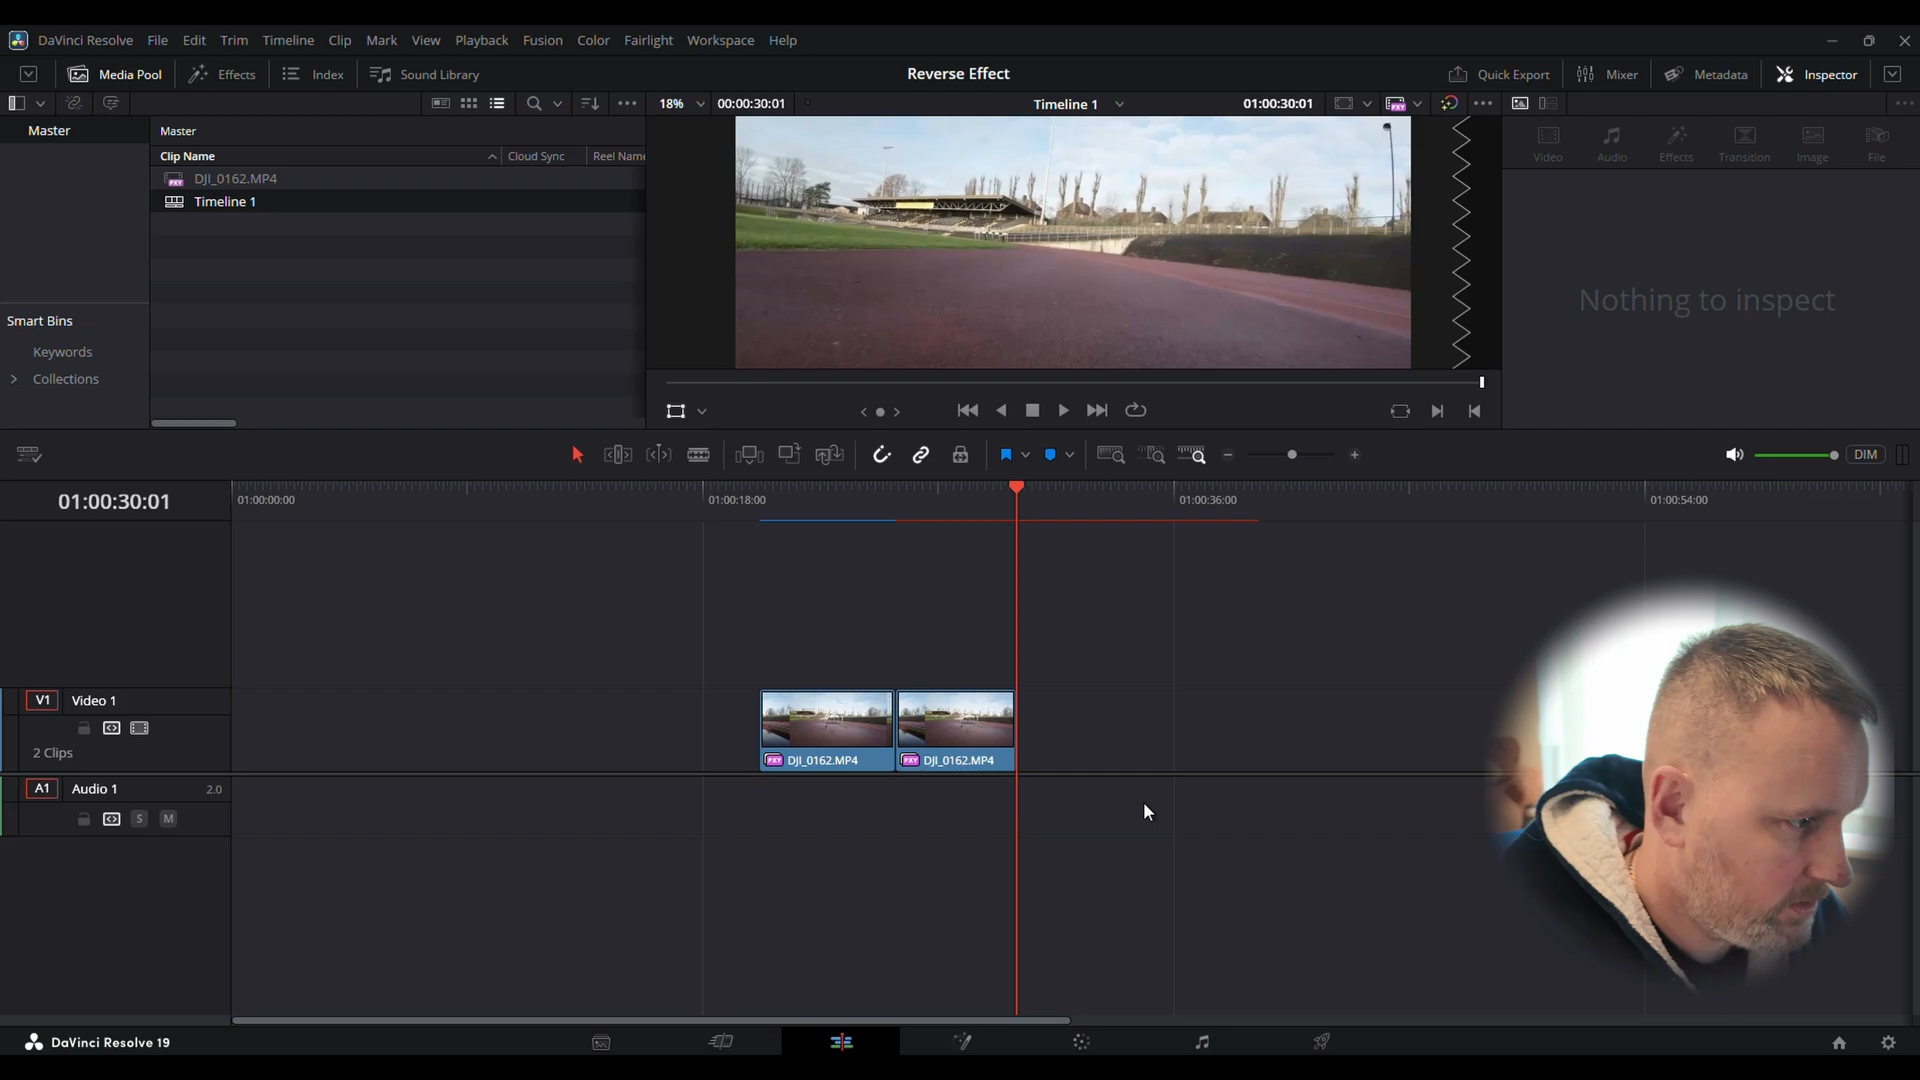 DaVinci Resolve File Edit Trim Timeline Clip Mark View Playback Fusion Color Fairlight Workspace Help
Media Pool Effects Index Sound Library Reverse Effect Quick Export Mixer Metadata Inspector
18% 00:00:30:01 Timeline 1 01:00:30:01
Master Master
Clip Name Cloud Sync Reel Name
DJI_0162.MP4
Timeline 1
Video Audio Effects Transition Image File
Nothing to inspect
Smart Bins
Keywords
Collections
DIM
01:00:30:01 01:00:00:00 01:00:18:00 01:00:36:00 01:00:54:00
V1 Video 1
2 Clips
PXY DJI_0162.MP4 PXY DJI_0162.MP4
A1 Audio 1 2.0
S M
DaVinci Resolve 19